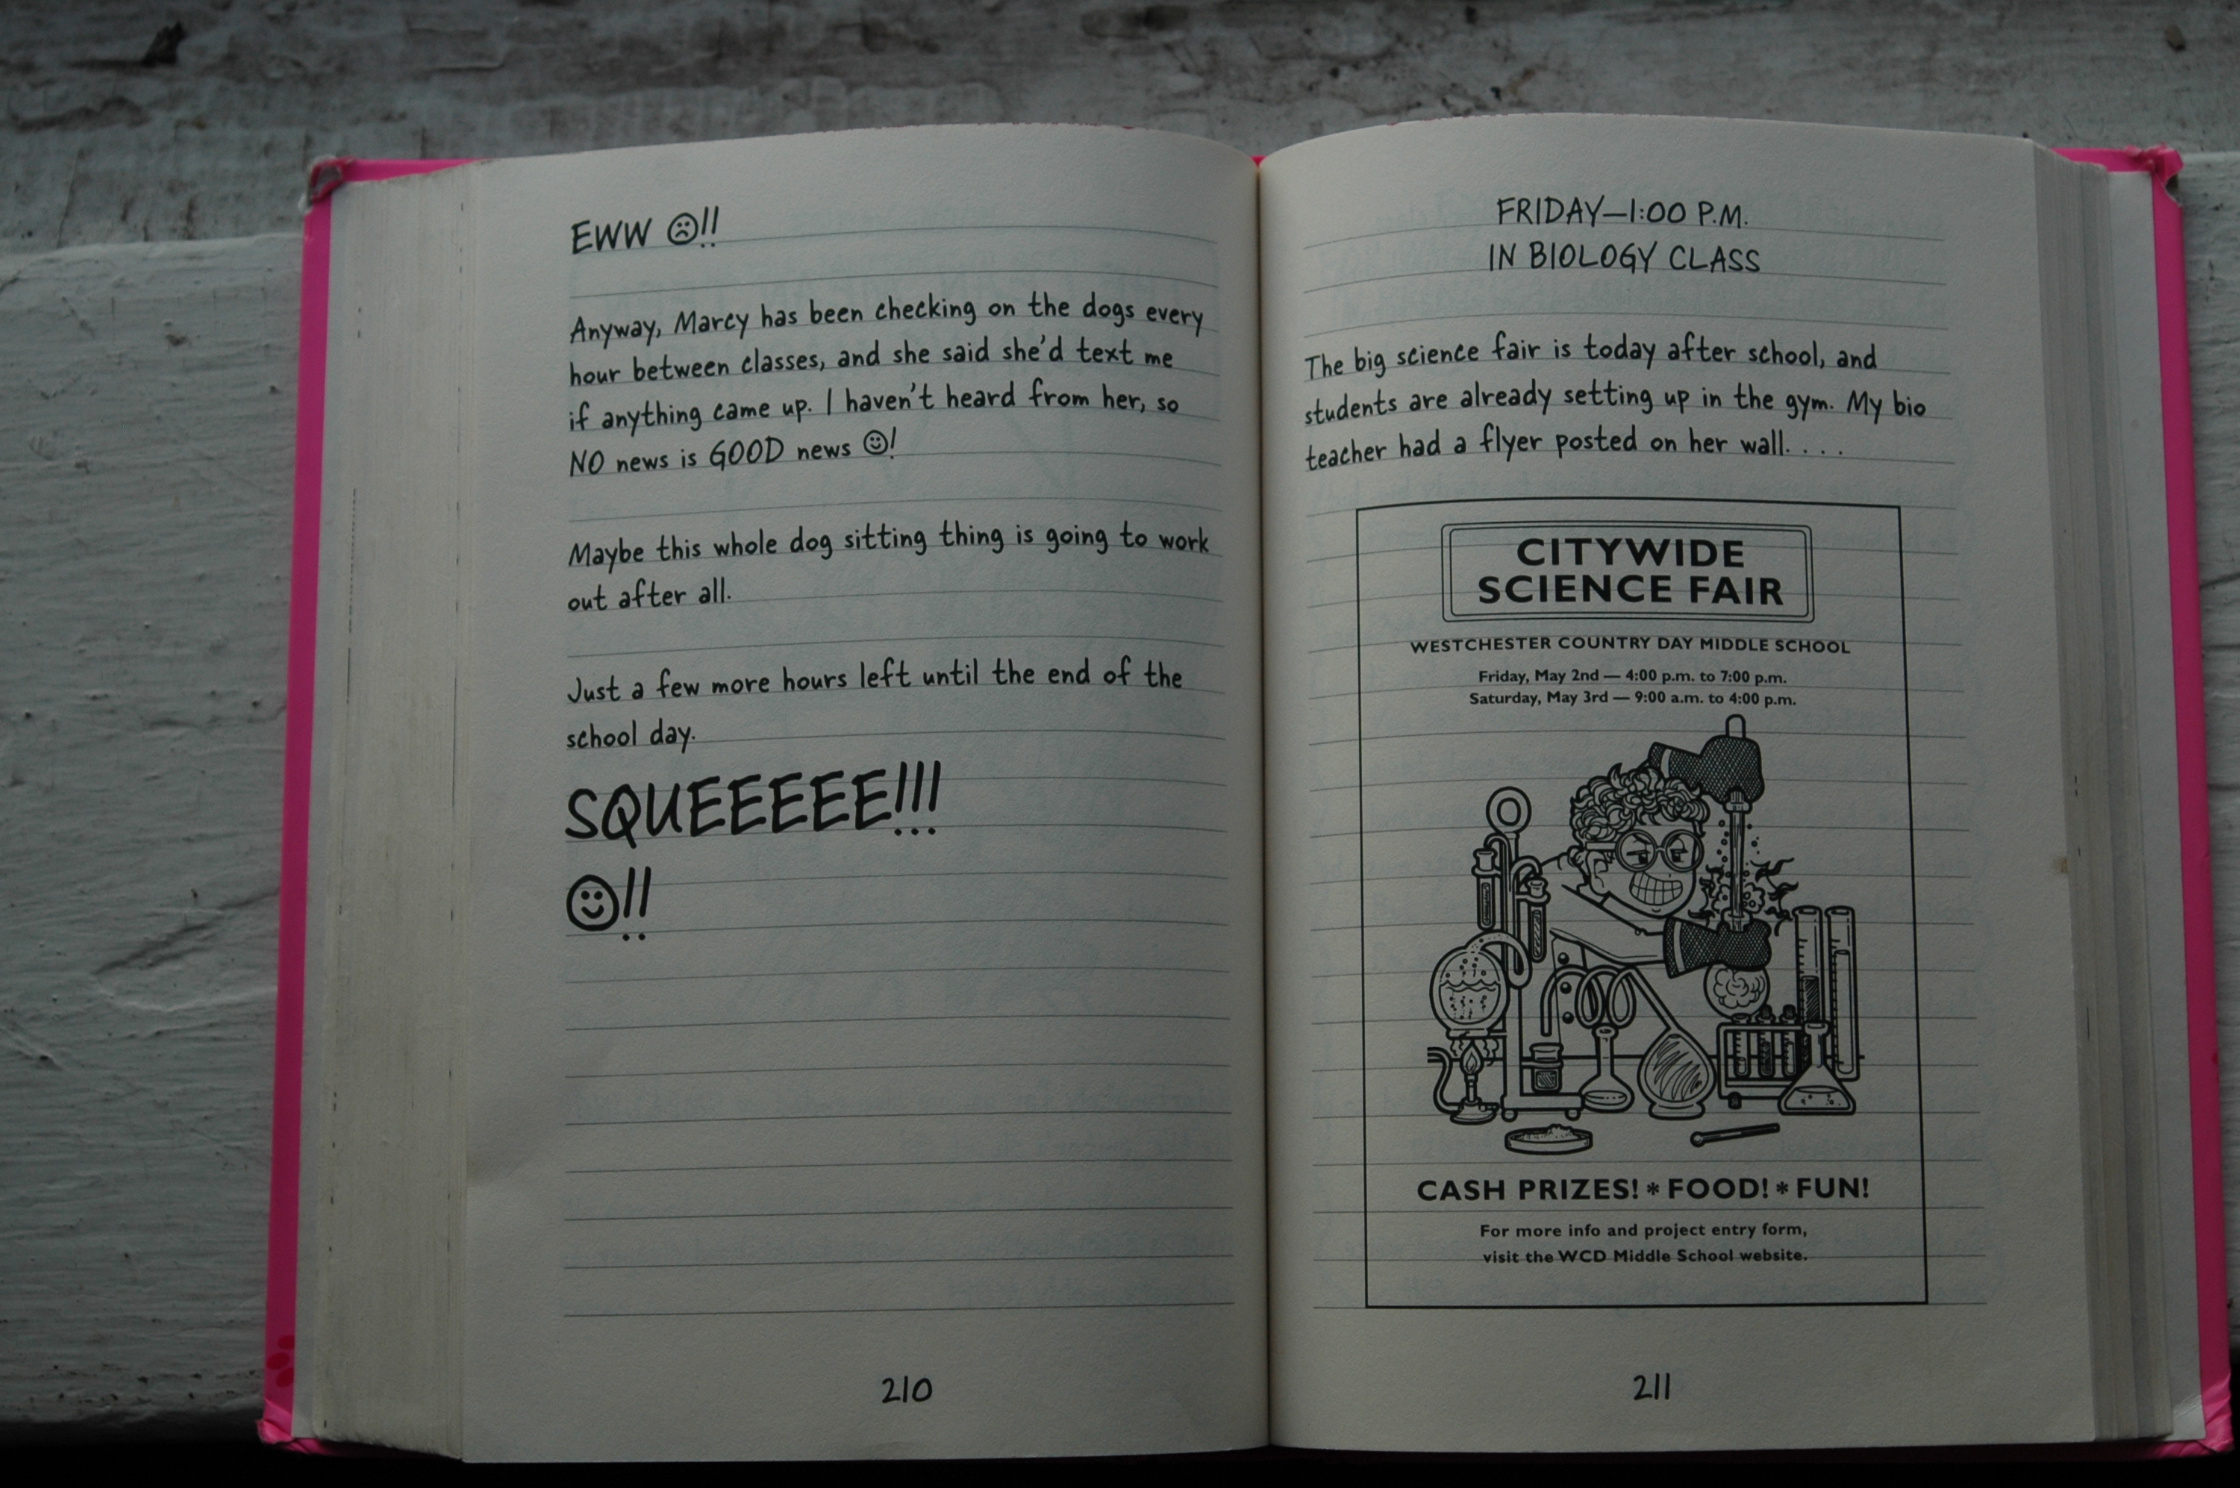 EWW ☹!!
Anyway, Marcy has been checking on the dogs every
hour between classes, and she said she'd text me
if anything came up. I haven't heard from her, so
NO news is GOOD news ☺!
Maybe this whole dog sitting thing is going to work
out after all.
Just a few more hours left until the end of the
school day.
SQUEEEEEE!!!
☺!!
210
FRIDAY—1:00 P.M.
IN BIOLOGY CLASS
The big science fair is today after school, and
students are already setting up in the gym. My bio
teacher had a flyer posted on her wall. . . .
CITYWIDE
SCIENCE FAIR
WESTCHESTER COUNTRY DAY MIDDLE SCHOOL
Friday, May 2nd — 4:00 p.m. to 7:00 p.m.
Saturday, May 3rd — 9:00 a.m. to 4:00 p.m.
CASH PRIZES! * FOOD! * FUN!
For more info and project entry form,
visit the WCD Middle School website.
211